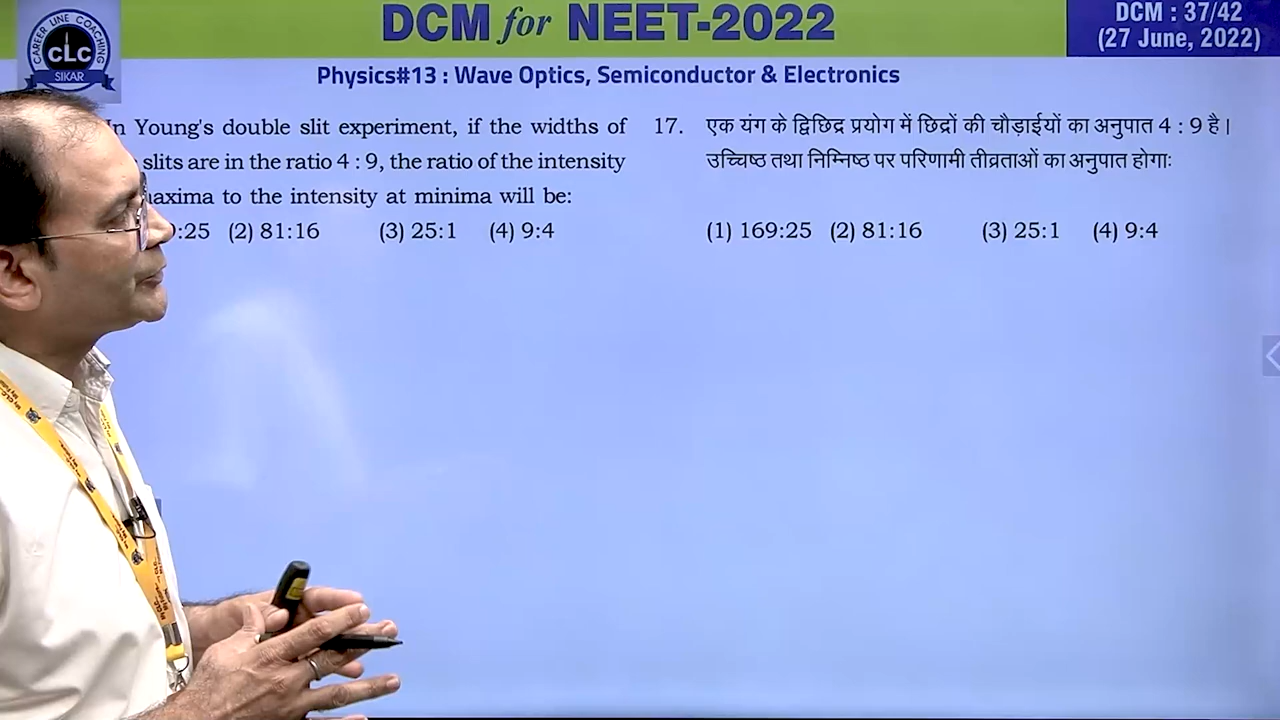 DCM for NEET-2022
DCM : 37/42
(27 June, 2022)
CAREER LINE COACHING
CLC
SIKAR
Physics#13 : Wave Optics, Semiconductor & Electronics
In Young's double slit experiment, if the widths of
slits are in the ratio 4 : 9, the ratio of the intensity
maxima to the intensity at minima will be:
:25 (2) 81:16 (3) 25:1 (4) 9:4
17. एक यंग के द्विछिद्र प्रयोग में छिद्रों की चौड़ाईयों का अनुपात 4 : 9 है।
उच्चिष्ठ तथा निम्निष्ठ पर परिणामी तीव्रताओं का अनुपात होगाः
(1) 169:25 (2) 81:16 (3) 25:1 (4) 9:4